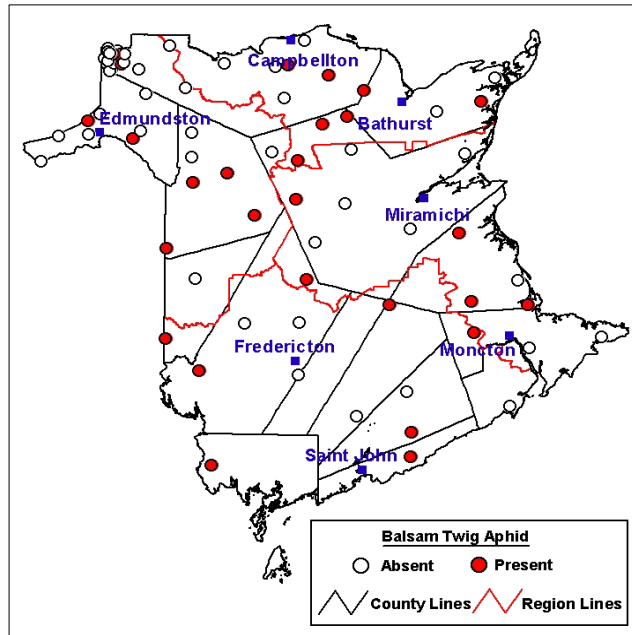 Campbellton
Edmundston
Bathurst
Miramichi
Fredericton
Moncton
Saint John
Balsam Twig Aphid
Absent Present
County Lines Region Lines